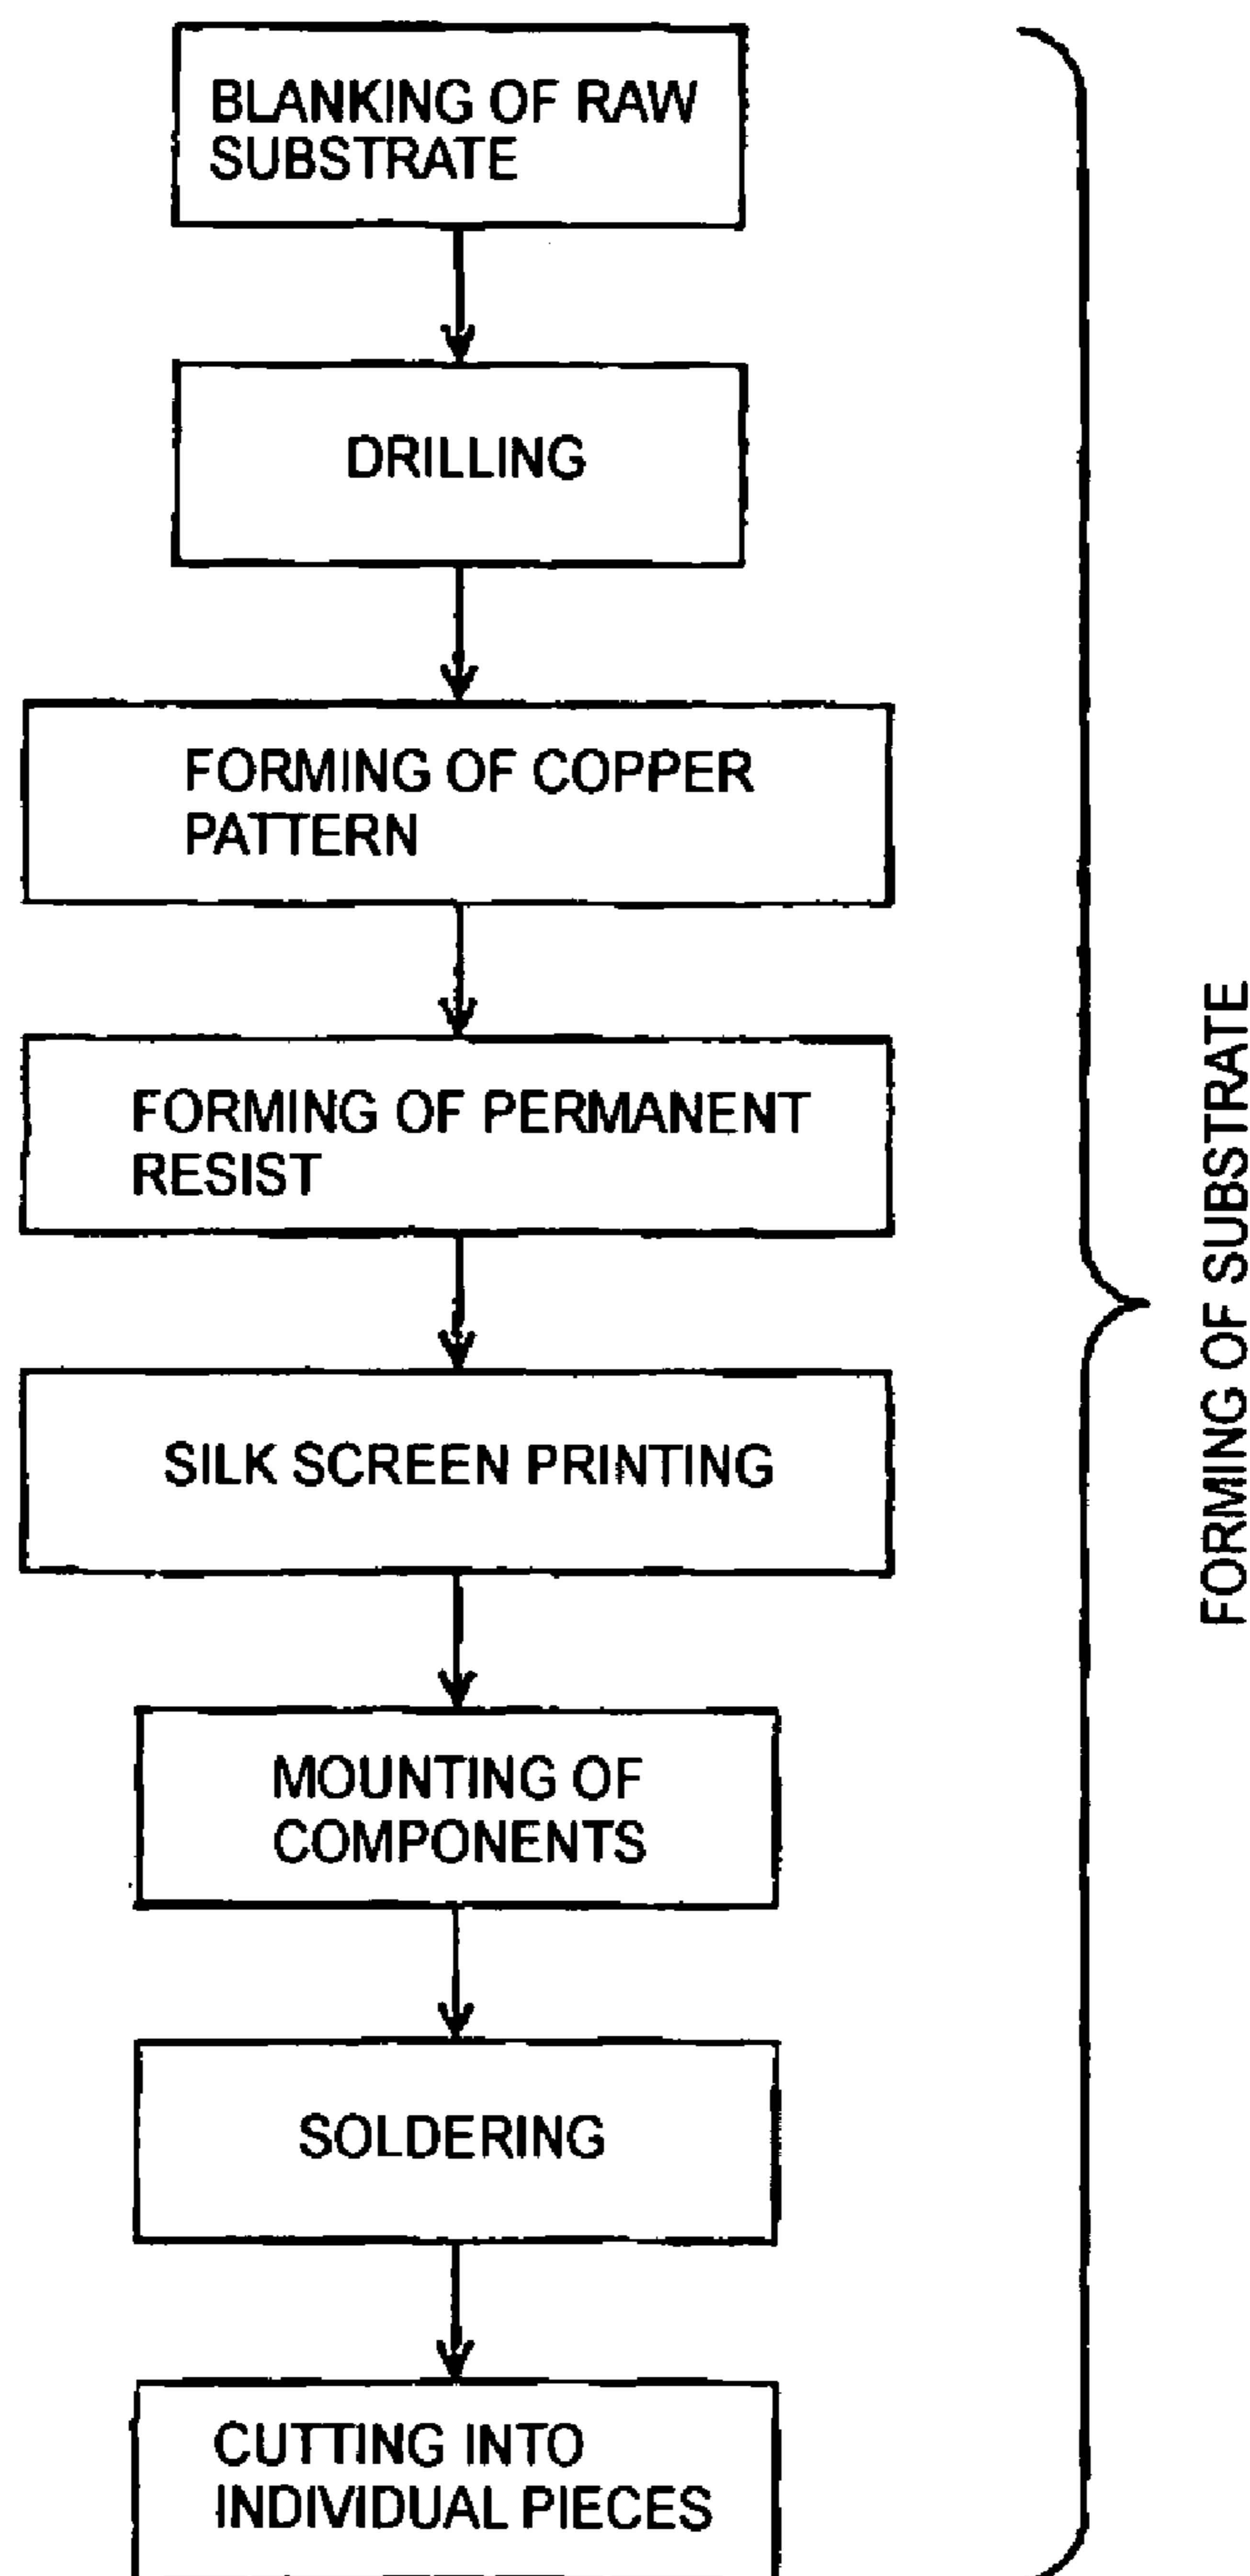 BLANKING OF RAW
SUBSTRATE
DRILLING
FORMING OF COPPER
PATTERN
FORMING OF PERMANENT
RESIST
SILK SCREEN PRINTING
MOUNTING OF
COMPONENTS
SOLDERING
CUTTING INTO
INDIVIDUAL PIECES
FORMING OF SUBSTRATE